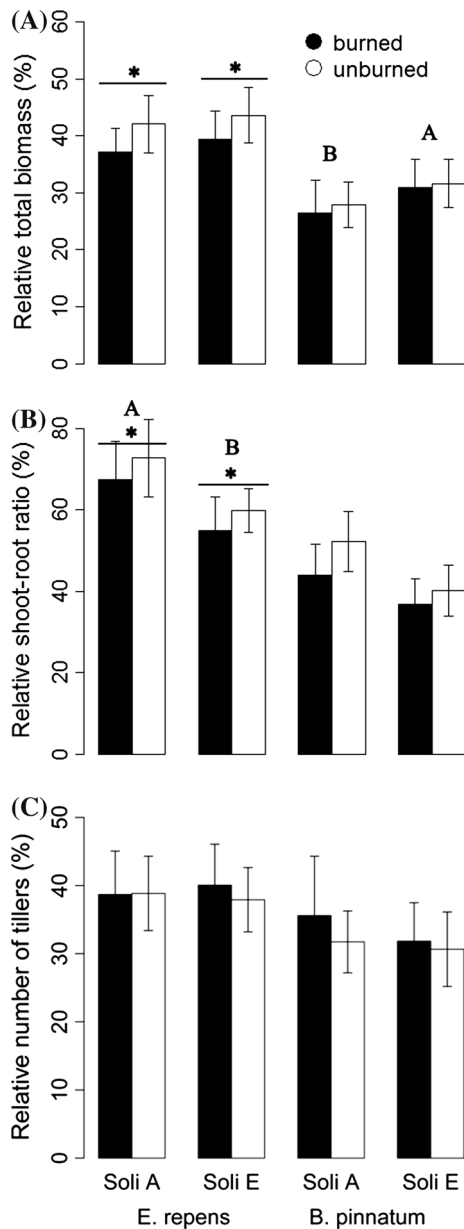 (A)
Relative total biomass (%)
0 10 20 30 40 50 60
burned
unburned
* *
B A
(B)
Relative shoot-root ratio (%)
0 20 40 60 80
A
*
B
*
(C)
Relative number of tillers (%)
0 10 20 30 40 50
Soli A Soli E Soli A Soli E
E. repens B. pinnatum